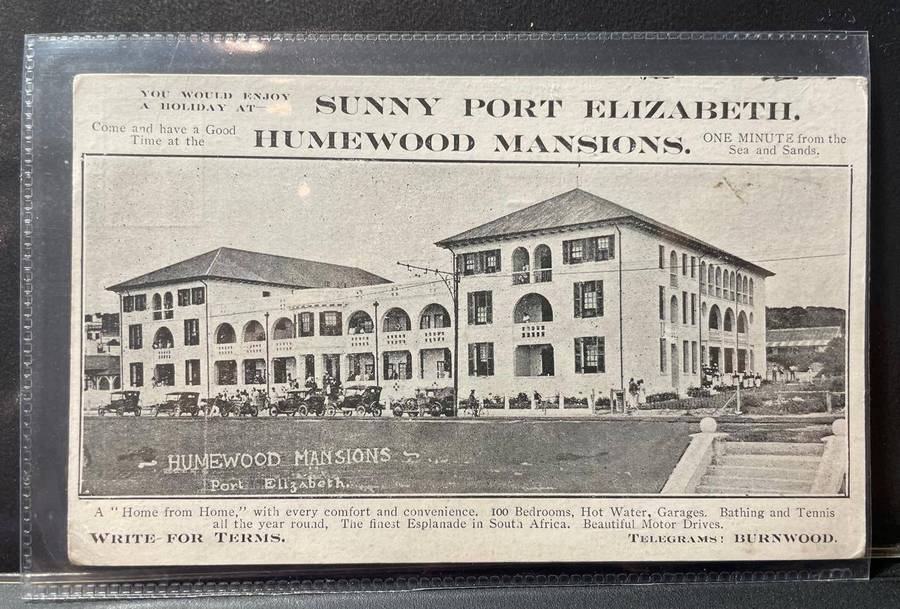 YOU WOULD ENJOY
A HOLIDAY AT—
SUNNY PORT ELIZABETH.
Come and have a Good
Time at the
HUMEWOOD MANSIONS.
ONE MINUTE from the
Sea and Sands.
HUMEWOOD MANSIONS
Port Elizabeth.
A "Home from Home," with every comfort and convenience. 100 Bedrooms, Hot Water, Garages. Bathing and Tennis
all the year round, The finest Esplanade in South Africa. Beautiful Motor Drives.
WRITE FOR TERMS.
TELEGRAMS: BURNWOOD.